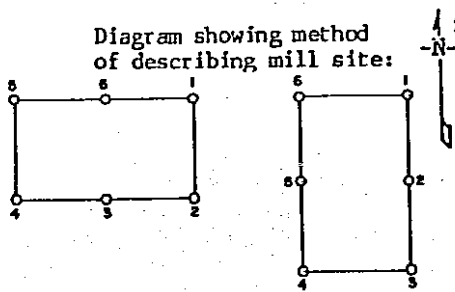 Diagram showing method
of describing mill site:
N
5 6 1
4 3 2
6 1
5 2
4 3